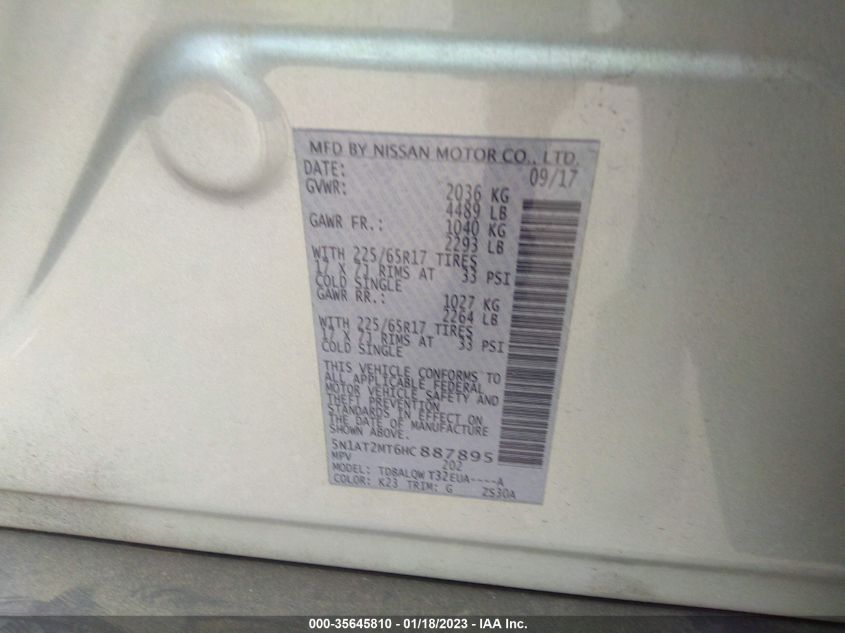 MFD BY NISSAN MOTOR CO., LTD.
DATE: 09/17
GVWR: 2036 KG
4489 LB
GAWR FR.: 1040 KG
2293 LB
WITH 225/65R17 TIRES
17 X 7J RIMS AT 33 PSI
COLD SINGLE
GAWR RR.: 1027 KG
2264 LB
WITH 225/65R17 TIRES
17 X 7J RIMS AT 33 PSI
COLD SINGLE
THIS VEHICLE CONFORMS TO
ALL APPLICABLE FEDERAL
MOTOR VEHICLE SAFETY AND
THEFT PREVENTION
STANDARDS IN EFFECT ON
THE DATE OF MANUFACTURE
SHOWN ABOVE.
5N1AT2MT6HC887895
MPV 202
MODEL: TDBALQW T32EUA----A
COLOR: K23 TRIM: G ZS30A
000-35645810 - 01/18/2023 - IAA Inc.